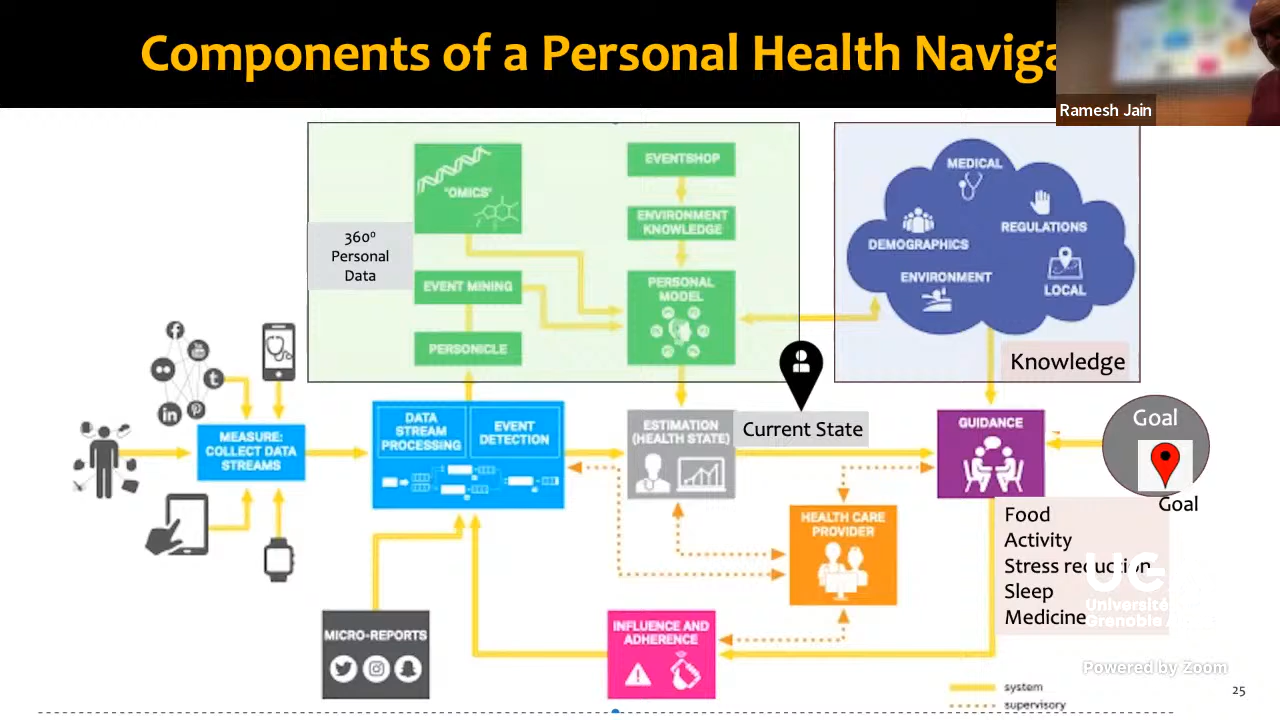 Components of a Personal Health Naviga
Ramesh Jain
360°
Personal
Data
"OMICS"
EVENT MINING
PERSONICLE
EVENTSHOP
ENVIRONMENT
KNOWLEDGE
PERSONAL
MODEL
MEDICAL
REGULATIONS
DEMOGRAPHICS
ENVIRONMENT
LOCAL
Knowledge
MEASURE:
COLLECT DATA
STREAMS
DATA
STREAM
PROCESSING
EVENT
DETECTION
ESTIMATION
(HEALTH STATE)
Current State
GUIDANCE
Goal
Goal
HEALTH CARE
PROVIDER
Food
Activity
Stress reduction
Sleep
Medicine
MICRO-REPORTS
INFLUENCE AND
ADHERENCE
Université
Grenoble
Powered by Zoom
system
supervisory
25